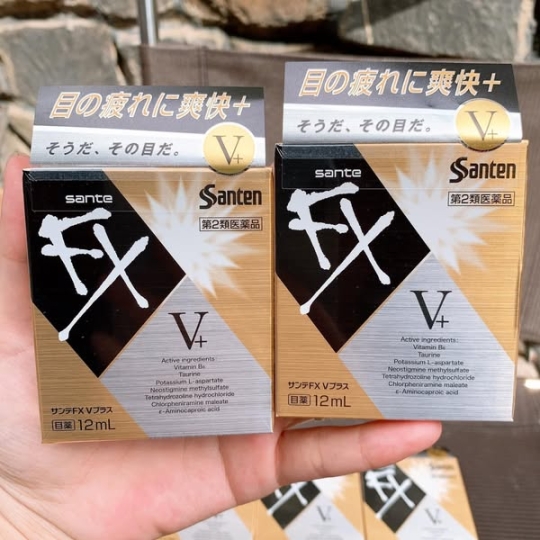 目の疲れに爽快+
そうだ、その目だ。
V+
sante
Santen
第2類医薬品
FX
V+
Active ingredients:
Vitamin B6
Taurine
Potassium L-aspartate
Neostigmine methylsulfate
Tetrahydrozoline hydrochloride
Chlorpheniramine maleate
ε-Aminocaproic acid
サンテFX Vプラス
目薬 12mL
目の疲れに爽快+
そうだ、その目だ。
V+
sante
Santen
第2類医薬品
FX
V+
Active ingredients:
Vitamin B6
Taurine
Potassium L-aspartate
Neostigmine methylsulfate
Tetrahydrozoline hydrochloride
Chlorpheniramine maleate
ε-Aminocaproic acid
サンテFX Vプラス
目薬 12mL
FX
FX